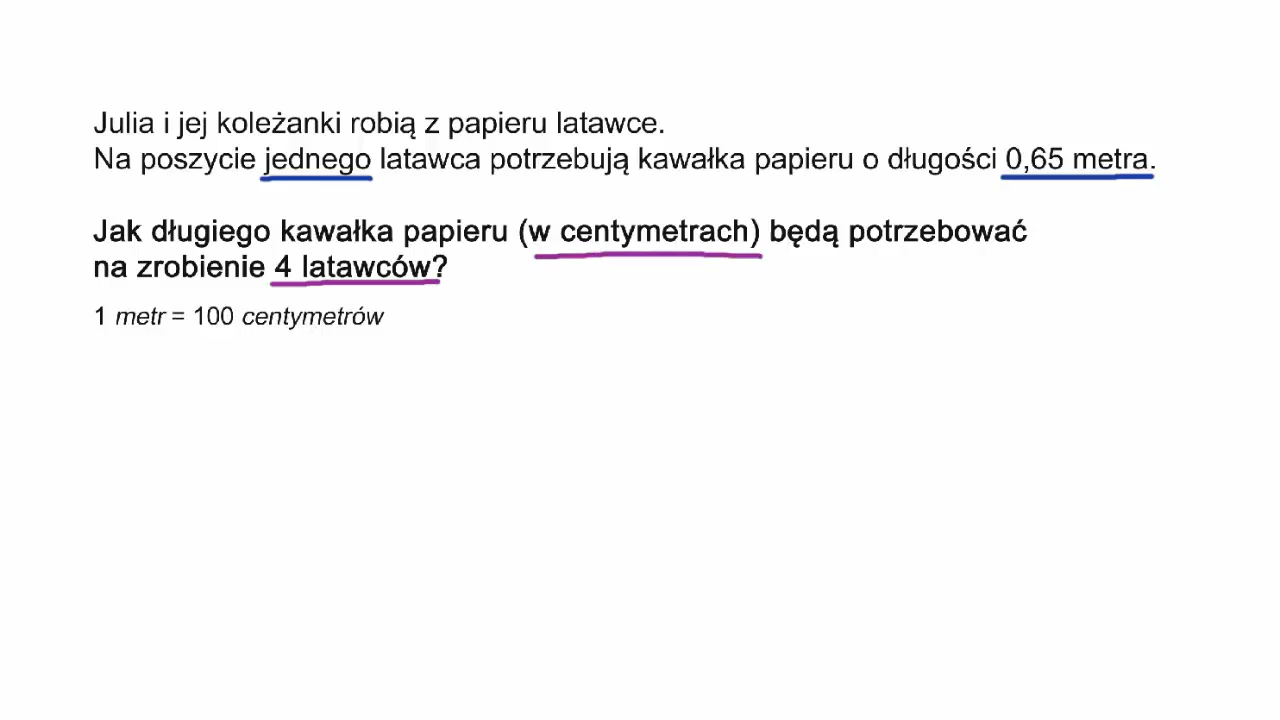 Julia i jej koleżanki robią z papieru latawce.
Na poszycie jednego latawca potrzebują kawałka papieru o długości 0,65 metra.
Jak długiego kawałka papieru (w centymetrach) będą potrzebować
na zrobienie 4 latawców?
1 metr = 100 centymetrów